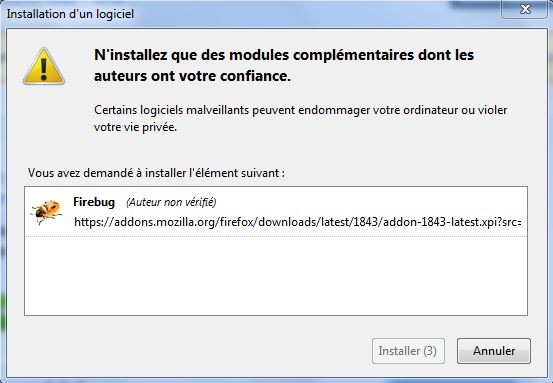 Installation d'un logiciel
N'installez que des modules complémentaires dont les
auteurs ont votre confiance.
Certains logiciels malveillants peuvent endommager votre ordinateur ou violer
votre vie privée.
Vous avez demandé à installer l'élément suivant :
Firebug (Auteur non vérifié)
https://addons.mozilla.org/firefox/downloads/latest/1843/addon-1843-latest.xpi?src=
Installer (3) Annuler